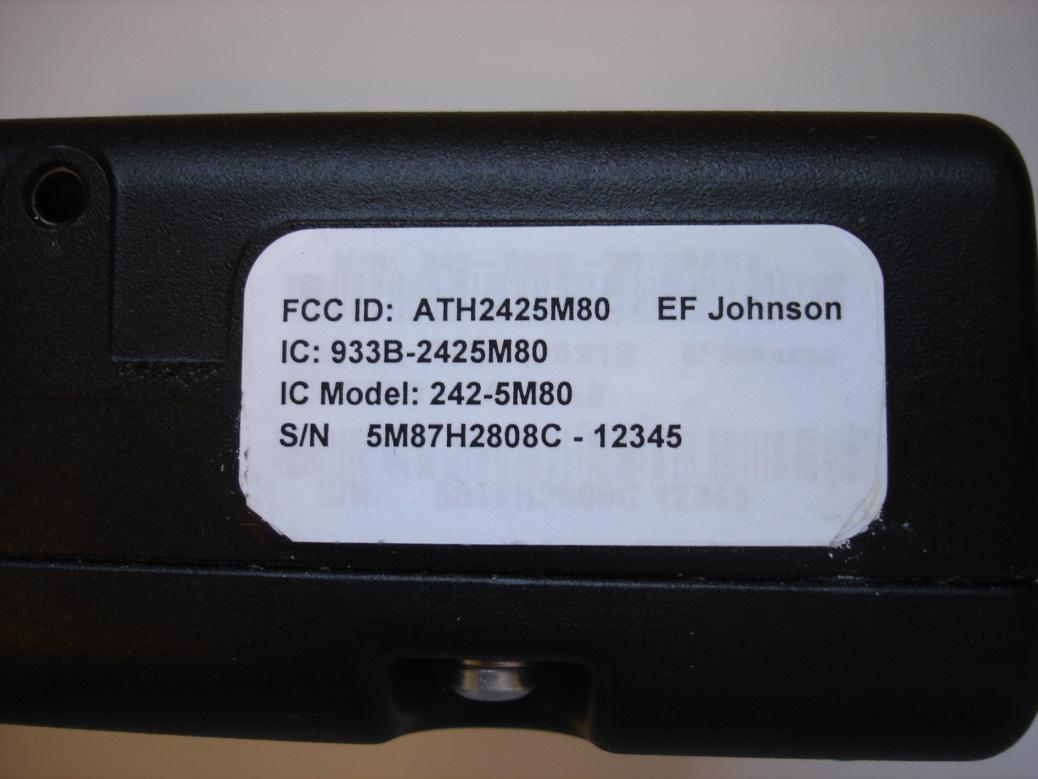 FCC ID: ATH2425M80 EF Johnson
IC: 933B-2425M80
IC Model: 242-5M80
S/N 5M87H2808C - 12345